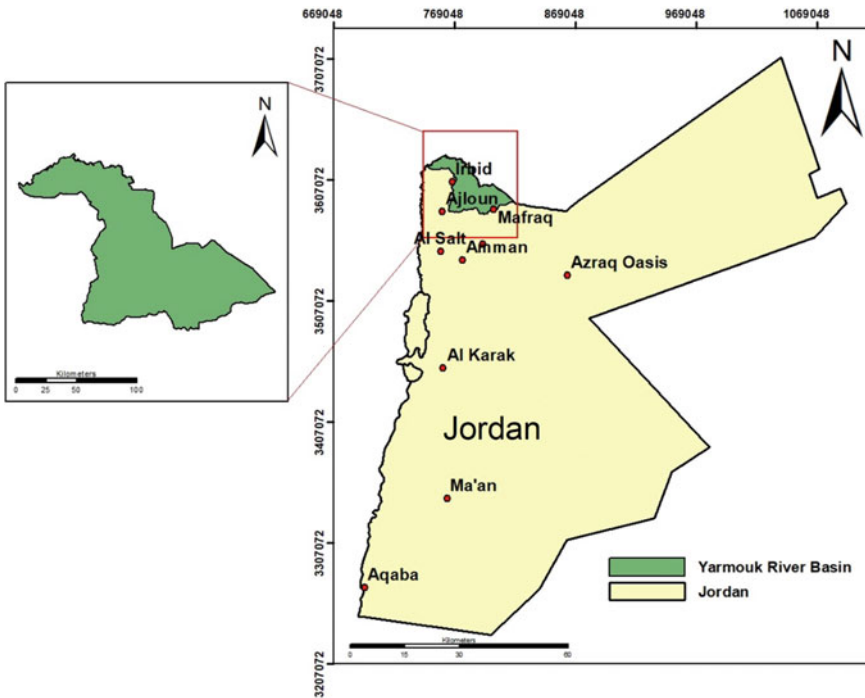 669048 769048 869048 969048 1069048
3707072
3607072
3507072
3407072
3307072
3207072
N
Kilometers
0 25 50 100
N
Irbid
Ajloun
Mafraq
Al Salt
Amman
Azraq Oasis
Al Karak
Jordan
Ma'an
Aqaba
Yarmouk River Basin
Jordan
Kilometers
0 15 30 60